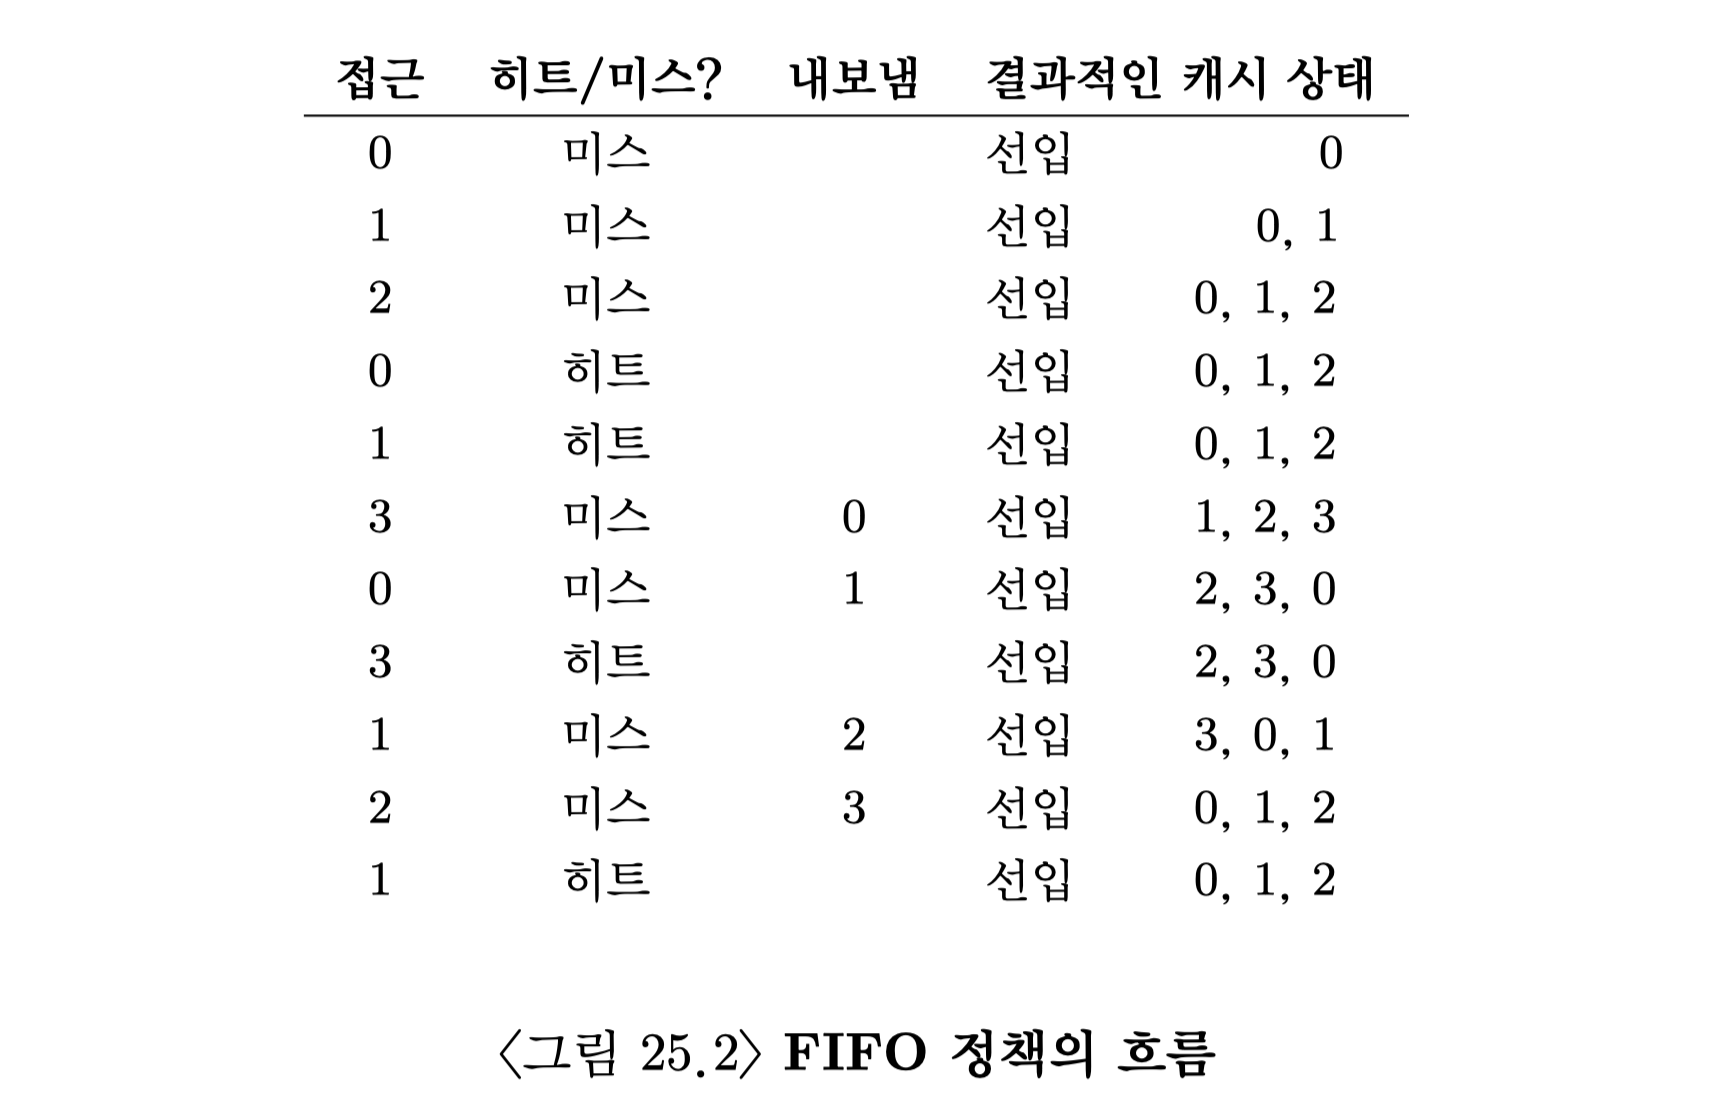 접근 히트/미스? 내보냄 결과적인 캐시 상태
0 미스 선입 0
1 미스 선입 0, 1
2 미스 선입 0, 1, 2
0 히트 선입 0, 1, 2
1 히트 선입 0, 1, 2
3 미스 0 선입 1, 2, 3
0 미스 1 선입 2, 3, 0
3 히트 선입 2, 3, 0
1 미스 2 선입 3, 0, 1
2 미스 3 선입 0, 1, 2
1 히트 선입 0, 1, 2
〈그림 25.2〉 FIFO 정책의 흐름